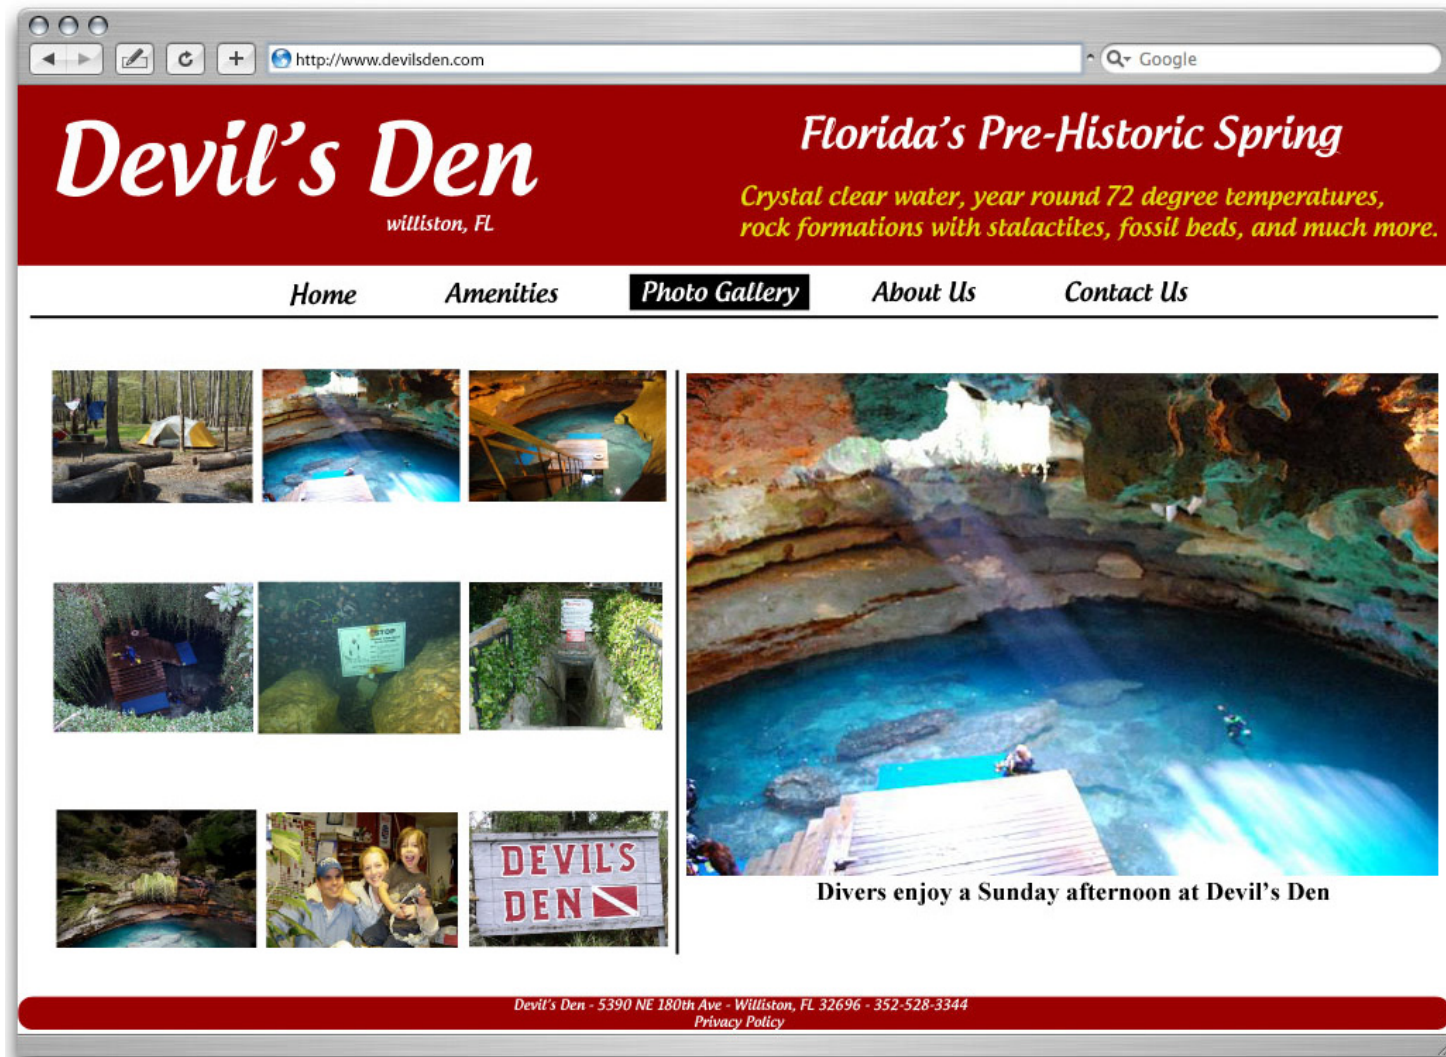 http://www.devilsden.com
Google
Devil's Den
williston, FL
Florida's Pre-Historic Spring
Crystal clear water, year round 72 degree temperatures,
rock formations with stalactites, fossil beds, and much more.
Home Amenities Photo Gallery About Us Contact Us
STOP
DEVIL'S
DEN
Divers enjoy a Sunday afternoon at Devil's Den
Devil's Den - 5390 NE 180th Ave - Williston, FL 32696 - 352-528-3344
Privacy Policy